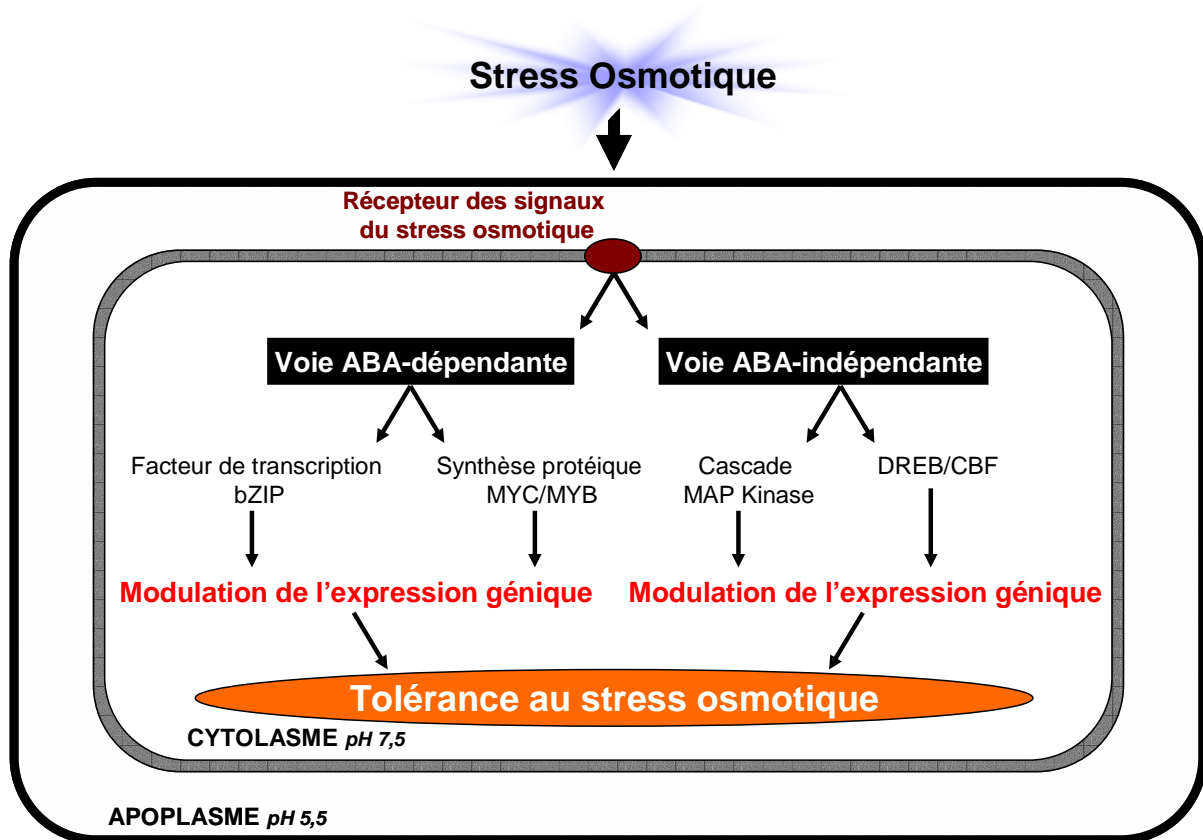 Stress Osmotique
Récepteur des signaux
du stress osmotique
Voie ABA-dépendante
Voie ABA-indépendante
Facteur de transcription
bZIP
Synthèse protéique
MYC/MYB
Cascade
MAP Kinase
DREB/CBF
Modulation de l’expression génique
Modulation de l’expression génique
Tolérance au stress osmotique
CYTOLASME pH 7,5
APOPLASME pH 5,5